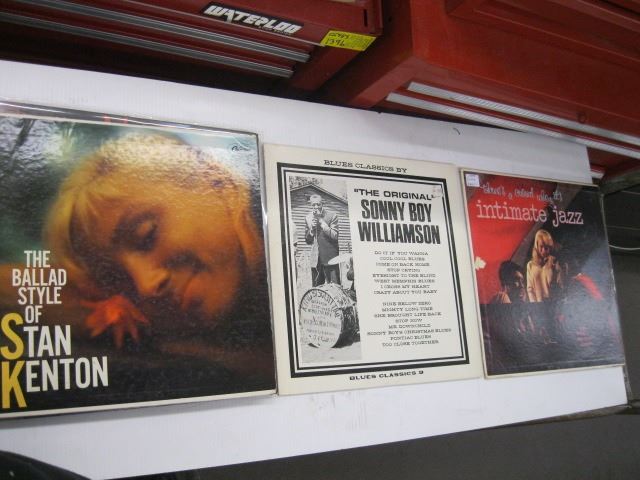 WATERLOO
1396
THE
BALLAD
STYLE
OF
STAN
KENTON
BLUES CLASSICS BY
"THE ORIGINAL"
SONNY BOY
WILLIAMSON
DO IT IF YOU WANNA
COOL COOL BLUES
COME ON BACK HOME
STOP CRYING
EYESIGHT TO THE BLIND
WEST MEMPHIS BLUES
I CROSS MY HEART
CRAZY ABOUT YOU BABY
NINE BELOW ZERO
MIGHTY LONG TIME
SHE BROUGHT LIFE BACK
STOP NOW
MR DOWNCHILD
SONNY BOY'S CHRISTMAS BLUES
PONTIAC BLUES
TOO CLOSE TOGETHER
BLUES CLASSICS 9
intimate jazz